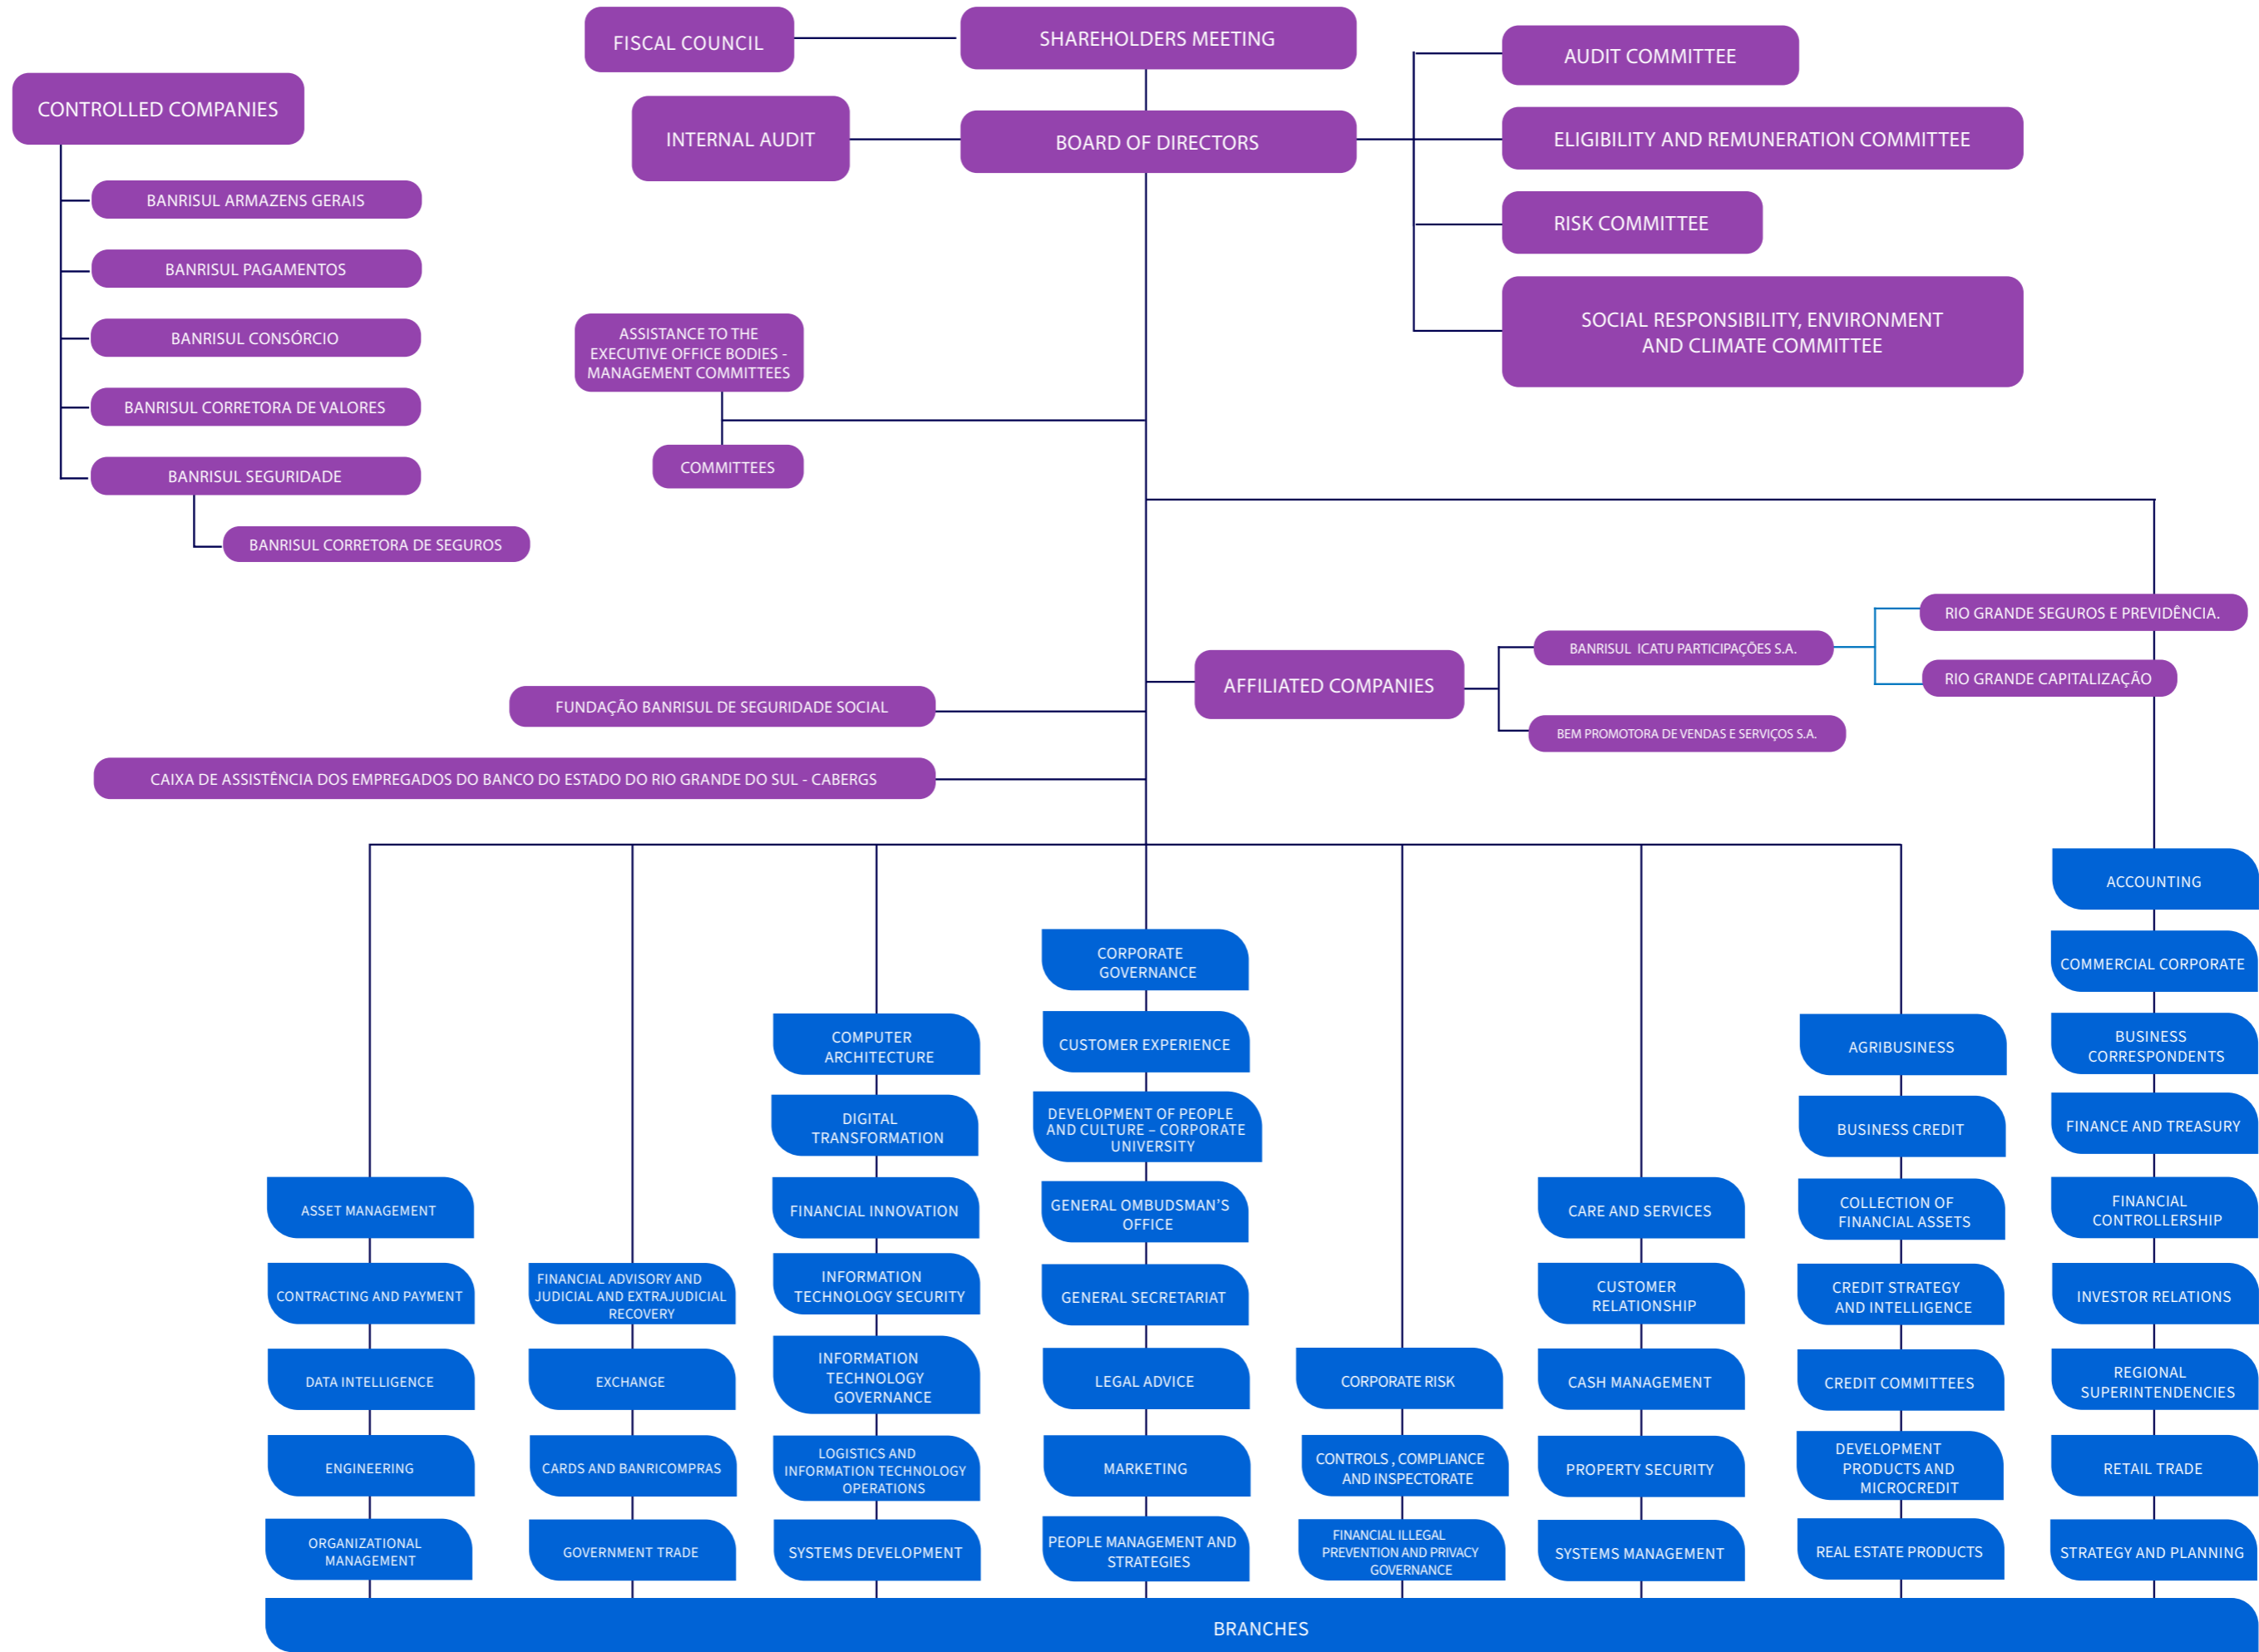 FISCAL COUNCIL
SHAREHOLDERS MEETING
AUDIT COMMITTEE
CONTROLLED COMPANIES
INTERNAL AUDIT
BOARD OF DIRECTORS
ELIGIBILITY AND REMUNERATION COMMITTEE
RISK COMMITTEE
SOCIAL RESPONSIBILITY, ENVIRONMENT
AND CLIMATE COMMITTEE
BANRISUL ARMAZENS GERAIS
BANRISUL PAGAMENTOS
BANRISUL CONSÓRCIO
BANRISUL CORRETORA DE VALORES
BANRISUL SEGURIDADE
BANRISUL CORRETORA DE SEGUROS
ASSISTANCE TO THE
EXECUTIVE OFFICE BODIES -
MANAGEMENT COMMITTEES
COMMITTEES
AFFILIATED COMPANIES
BANRISUL ICATU PARTICIPAÇÕES S.A.
RIO GRANDE SEGUROS E PREVIDÊNCIA.
RIO GRANDE CAPITALIZAÇÃO
BEM PROMOTORA DE VENDAS E SERVIÇOS S.A.
FUNDAÇÃO BANRISUL DE SEGURIDADE SOCIAL
CAIXA DE ASSISTÊNCIA DOS EMPREGADOS DO BANCO DO ESTADO DO RIO GRANDE DO SUL - CABERGS
ASSET MANAGEMENT
CONTRACTING AND PAYMENT
DATA INTELLIGENCE
ENGINEERING
ORGANIZATIONAL
MANAGEMENT
FINANCIAL ADVISORY AND
JUDICIAL AND EXTRAJUDICIAL
RECOVERY
EXCHANGE
CARDS AND BANRICOMPRAS
GOVERNMENT TRADE
COMPUTER
ARCHITECTURE
DIGITAL
TRANSFORMATION
FINANCIAL INNOVATION
INFORMATION
TECHNOLOGY SECURITY
INFORMATION
TECHNOLOGY
GOVERNANCE
LOGISTICS AND
INFORMATION TECHNOLOGY
OPERATIONS
SYSTEMS DEVELOPMENT
CORPORATE
GOVERNANCE
CUSTOMER EXPERIENCE
DEVELOPMENT OF PEOPLE
AND CULTURE – CORPORATE
UNIVERSITY
GENERAL OMBUDSMAN’S
OFFICE
GENERAL SECRETARIAT
LEGAL ADVICE
MARKETING
PEOPLE MANAGEMENT AND
STRATEGIES
CORPORATE RISK
CONTROLS , COMPLIANCE
AND INSPECTORATE
FINANCIAL ILLEGAL
PREVENTION AND PRIVACY
GOVERNANCE
CARE AND SERVICES
CUSTOMER
RELATIONSHIP
CASH MANAGEMENT
PROPERTY SECURITY
SYSTEMS MANAGEMENT
AGRIBUSINESS
BUSINESS CREDIT
COLLECTION OF
FINANCIAL ASSETS
CREDIT STRATEGY
AND INTELLIGENCE
CREDIT COMMITTEES
DEVELOPMENT
PRODUCTS AND
MICROCREDIT
REAL ESTATE PRODUCTS
ACCOUNTING
COMMERCIAL CORPORATE
BUSINESS
CORRESPONDENTS
FINANCE AND TREASURY
FINANCIAL
CONTROLLERSHIP
INVESTOR RELATIONS
REGIONAL
SUPERINTENDENCIES
RETAIL TRADE
STRATEGY AND PLANNING
BRANCHES